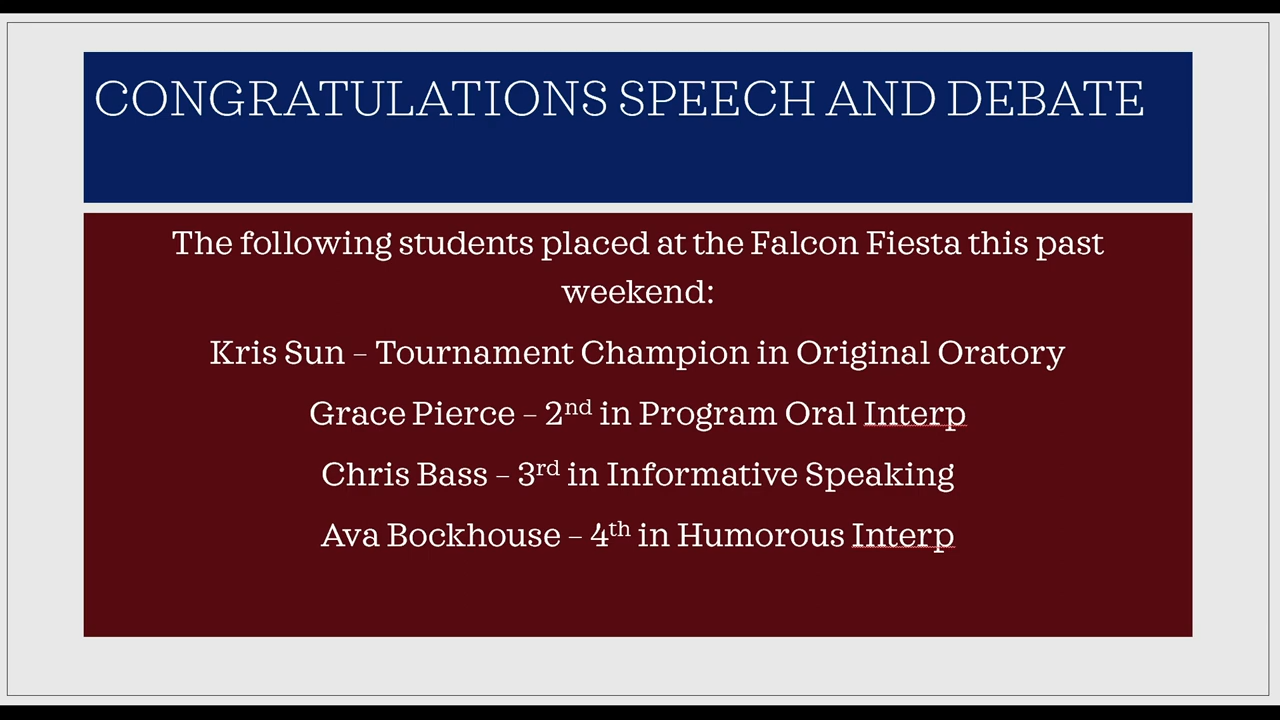 CONGRATULATIONS SPEECH AND DEBATE
The following students placed at the Falcon Fiesta this past
weekend:
Kris Sun – Tournament Champion in Original Oratory
Grace Pierce – 2nd in Program Oral Interp
Chris Bass – 3rd in Informative Speaking
Ava Bockhouse – 4th in Humorous Interp